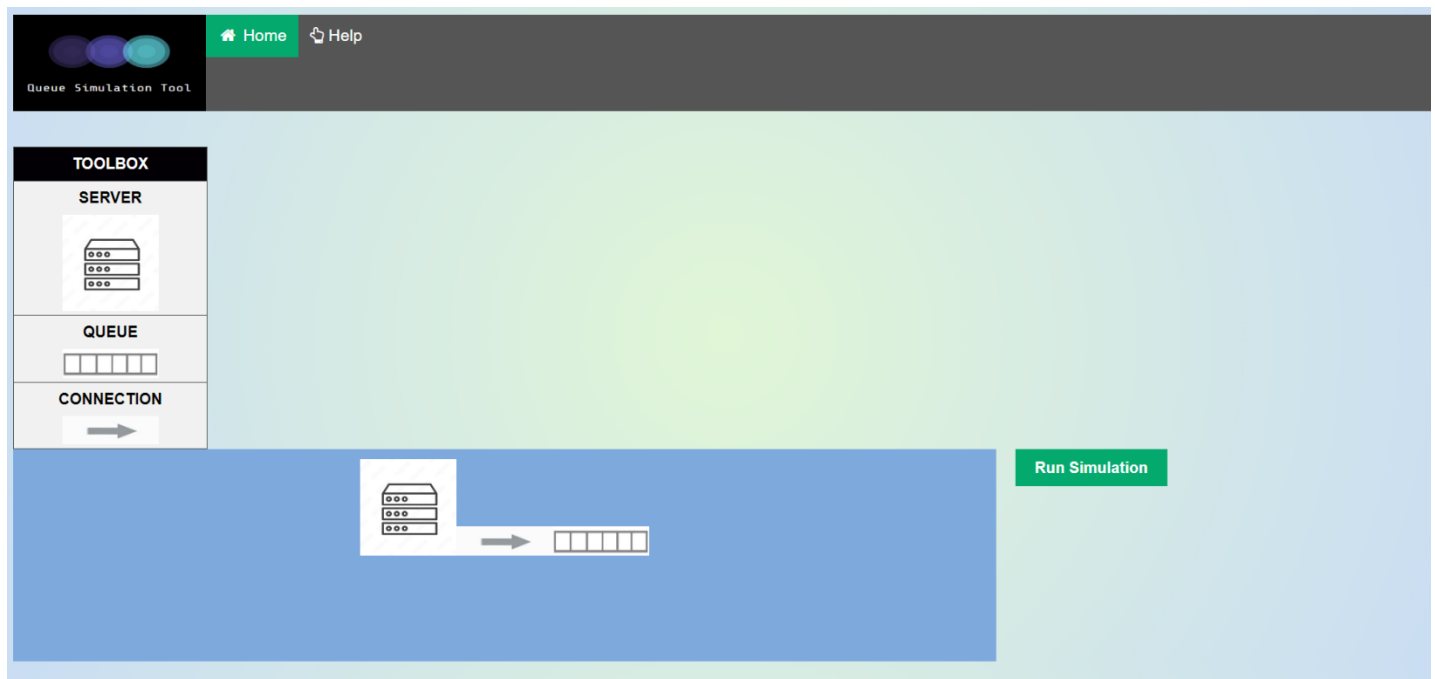 Home
Help
Queue Simulation Tool
TOOLBOX
SERVER
QUEUE
CONNECTION
Run Simulation